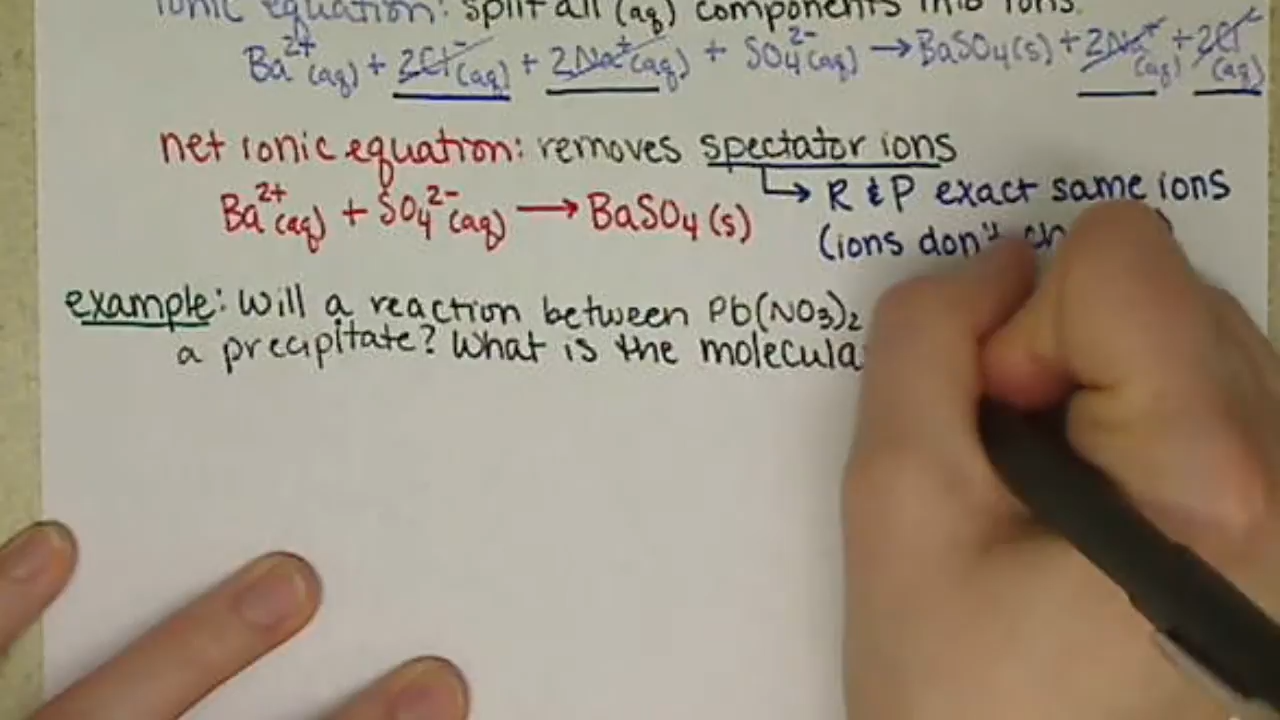 ionic equation: split all (aq) components into ions.
Ba²⁺(aq) + 2Cl⁻(aq) + 2Na⁺(aq) + SO₄²⁻(aq) → BaSO₄(s) + 2Na⁺(aq) + 2Cl⁻(aq)
net ionic equation: removes spectator ions
↳ R & P exact same ions
Ba²⁺(aq) + SO₄²⁻(aq) → BaSO₄(s)
(ions don't
example: Will a reaction between Pb(NO₃)₂
a precipitate? What is the molecula